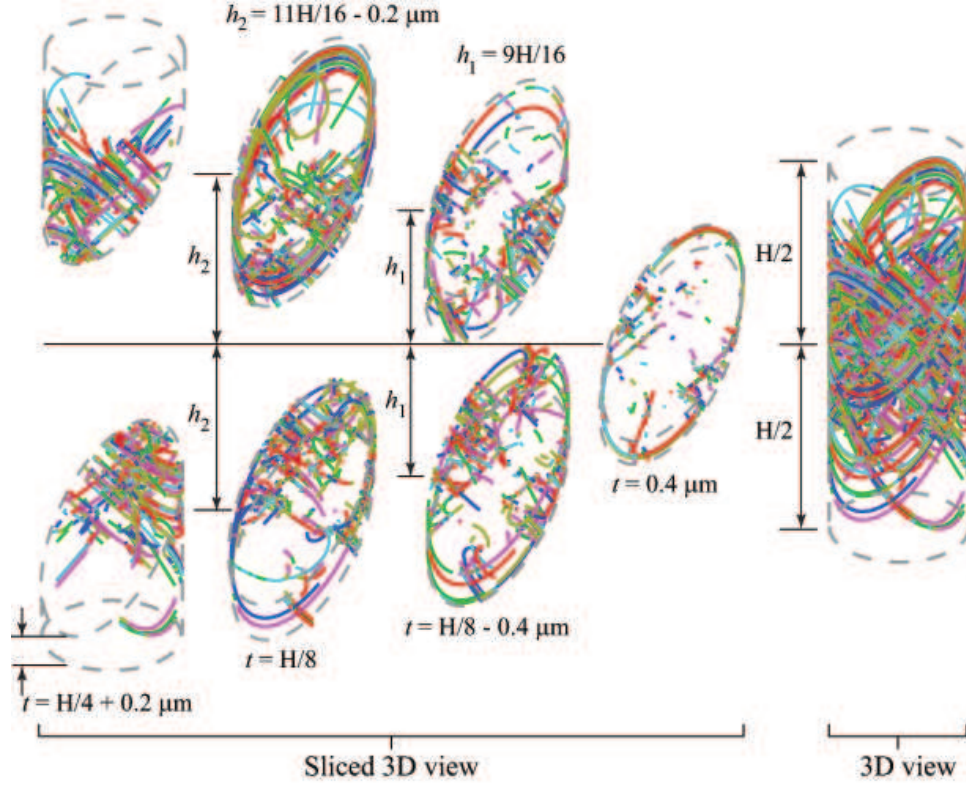 h₂ = 11H/16 - 0.2 μm
h₁ = 9H/16
h₂
h₁
H/2
h₂
h₁
H/2
t = 0.4 μm
t = H/8 - 0.4 μm
t = H/8
t = H/4 + 0.2 μm
Sliced 3D view
3D view